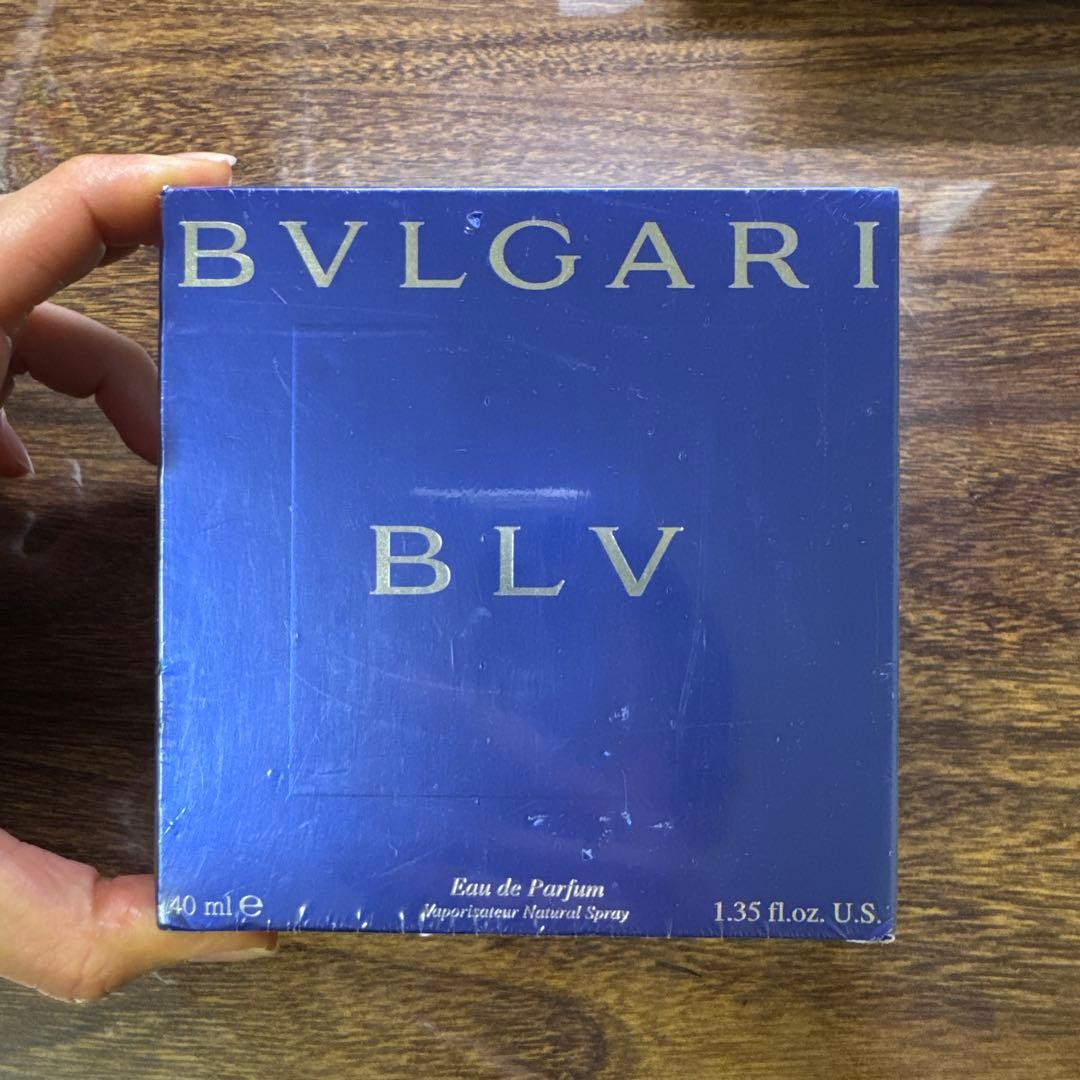 BVLGARI
BLV
Eau de Parfum
Vaporisateur Natural Spray
40 ml ℮
1.35 fl.oz. U.S.